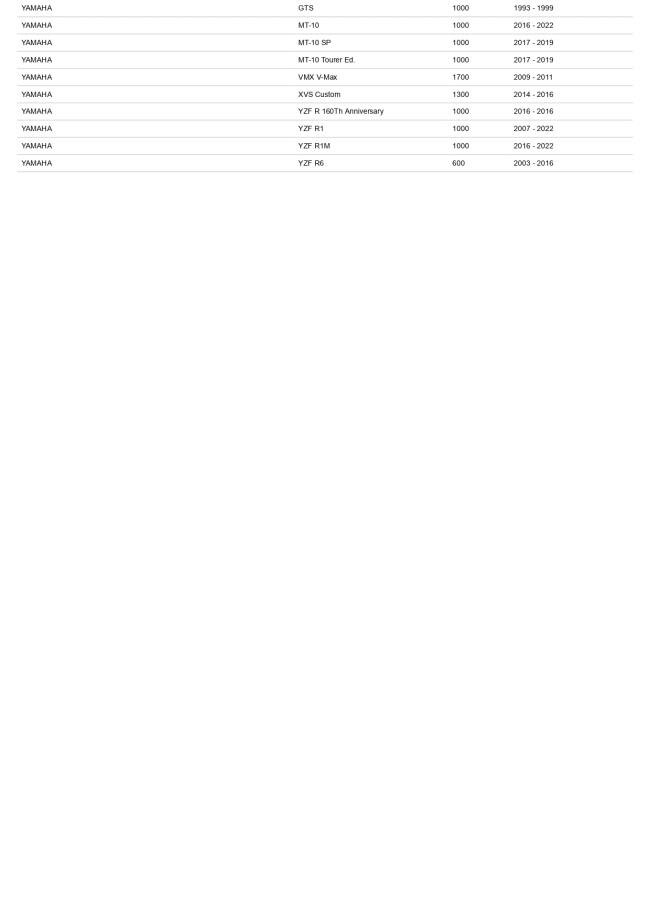 YAMAHA GTS 1000 1993 - 1999
YAMAHA MT-10 1000 2016 - 2022
YAMAHA MT-10 SP 1000 2017 - 2019
YAMAHA MT-10 Tourer Ed. 1000 2017 - 2019
YAMAHA VMX V-Max 1700 2009 - 2011
YAMAHA XVS Custom 1300 2014 - 2016
YAMAHA YZF R 160Th Anniversary 1000 2016 - 2016
YAMAHA YZF R1 1000 2007 - 2022
YAMAHA YZF R1M 1000 2016 - 2022
YAMAHA YZF R6 600 2003 - 2016